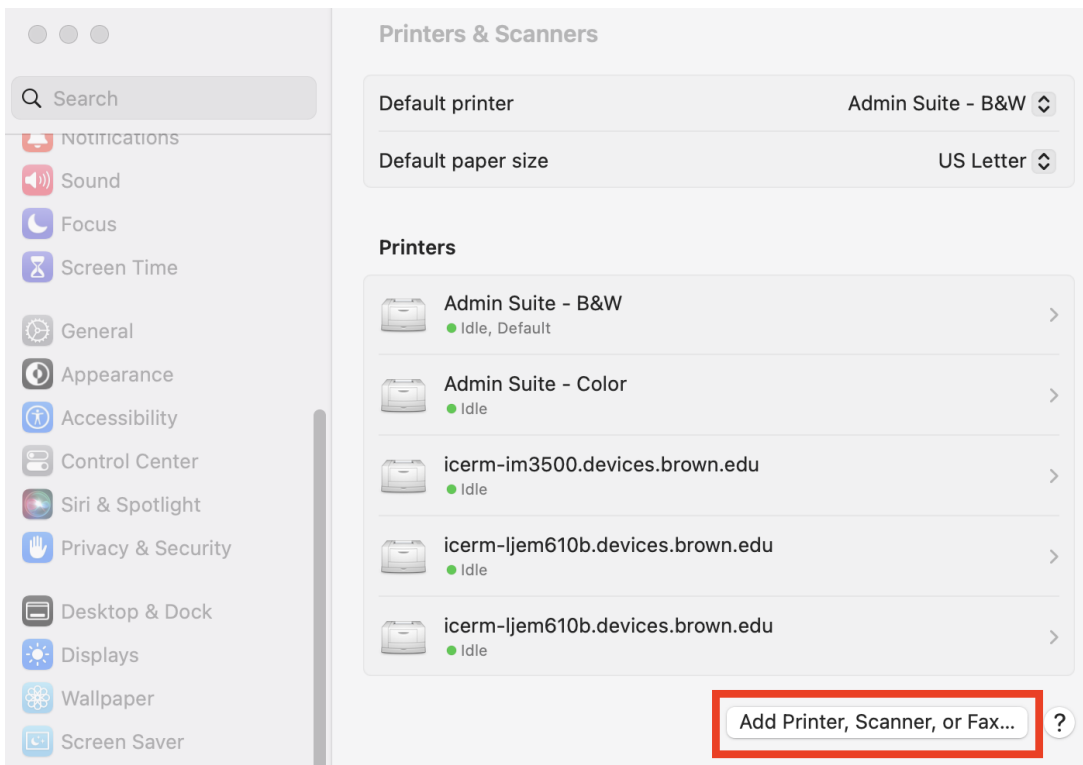 Search
Notifications
Sound
Focus
Screen Time
General
Appearance
Accessibility
Control Center
Siri & Spotlight
Privacy & Security
Desktop & Dock
Displays
Wallpaper
Screen Saver
Printers & Scanners
Default printer Admin Suite - B&W
Default paper size US Letter
Printers
Admin Suite - B&W
Idle, Default
Admin Suite - Color
Idle
icerm-im3500.devices.brown.edu
Idle
icerm-ljem610b.devices.brown.edu
Idle
icerm-ljem610b.devices.brown.edu
Idle
Add Printer, Scanner, or Fax... ?